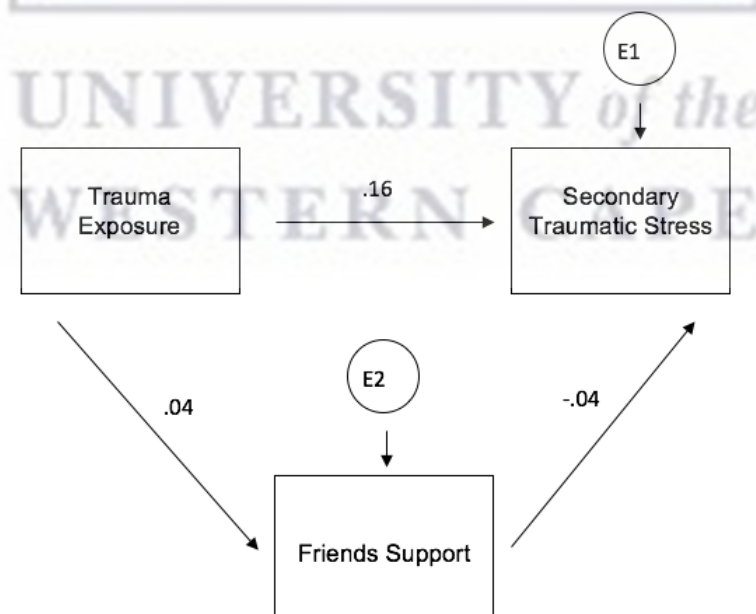 E1
UNIVERSITY of the
WESTERN CAPE
Trauma
Exposure
.16
Secondary
Traumatic Stress
E2
.04
-.04
Friends Support